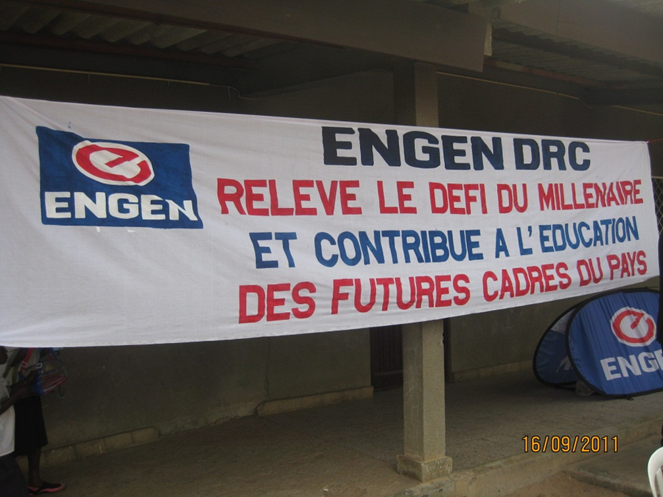 ENGEN DRC
ENGEN
RELEVE LE DEFI DU MILLENAIRE
ET CONTRIBUE A L'EDUCATION
DES FUTURES CADRES DU PAYS
ENG
16/09/2011